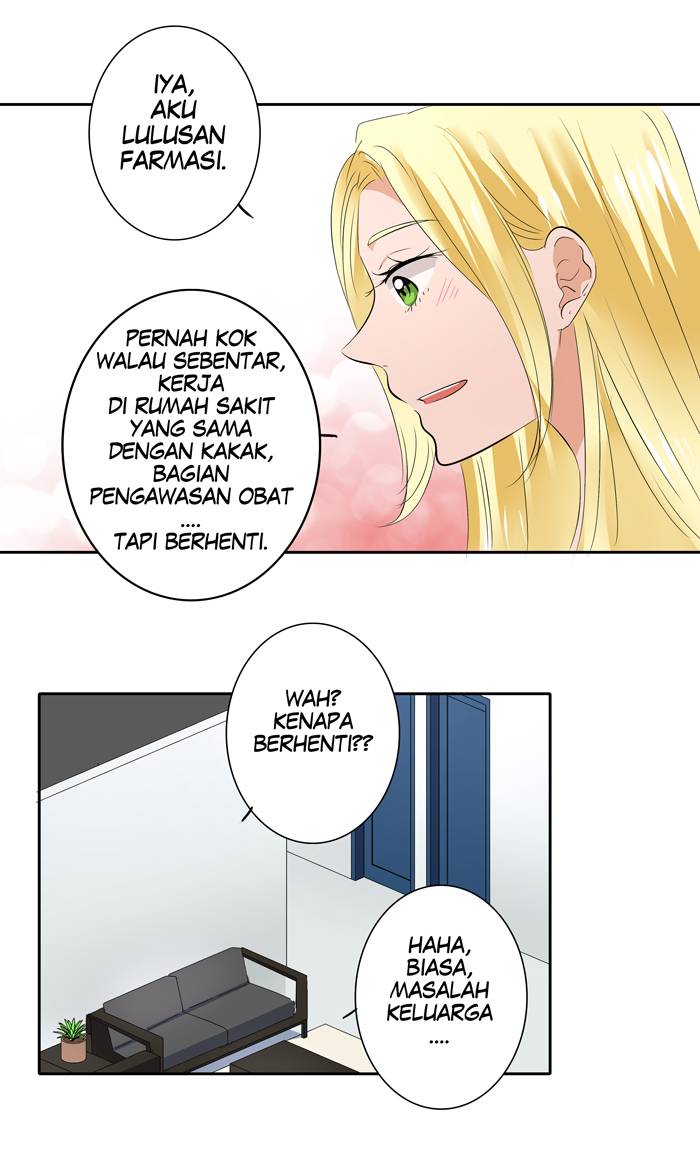 IYA,
AKU
LULUSAN
FARMASI.
PERNAH KOK
WALAU SEBENTAR,
KERJA
DI RUMAH SAKIT
YANG SAMA
DENGAN KAKAK,
BAGIAN
PENGAWASAN OBAT
....
TAPI BERHENTI.
WAH?
KENAPA
BERHENTI??
HAHA,
BIASA,
MASALAH
KELUARGA
....